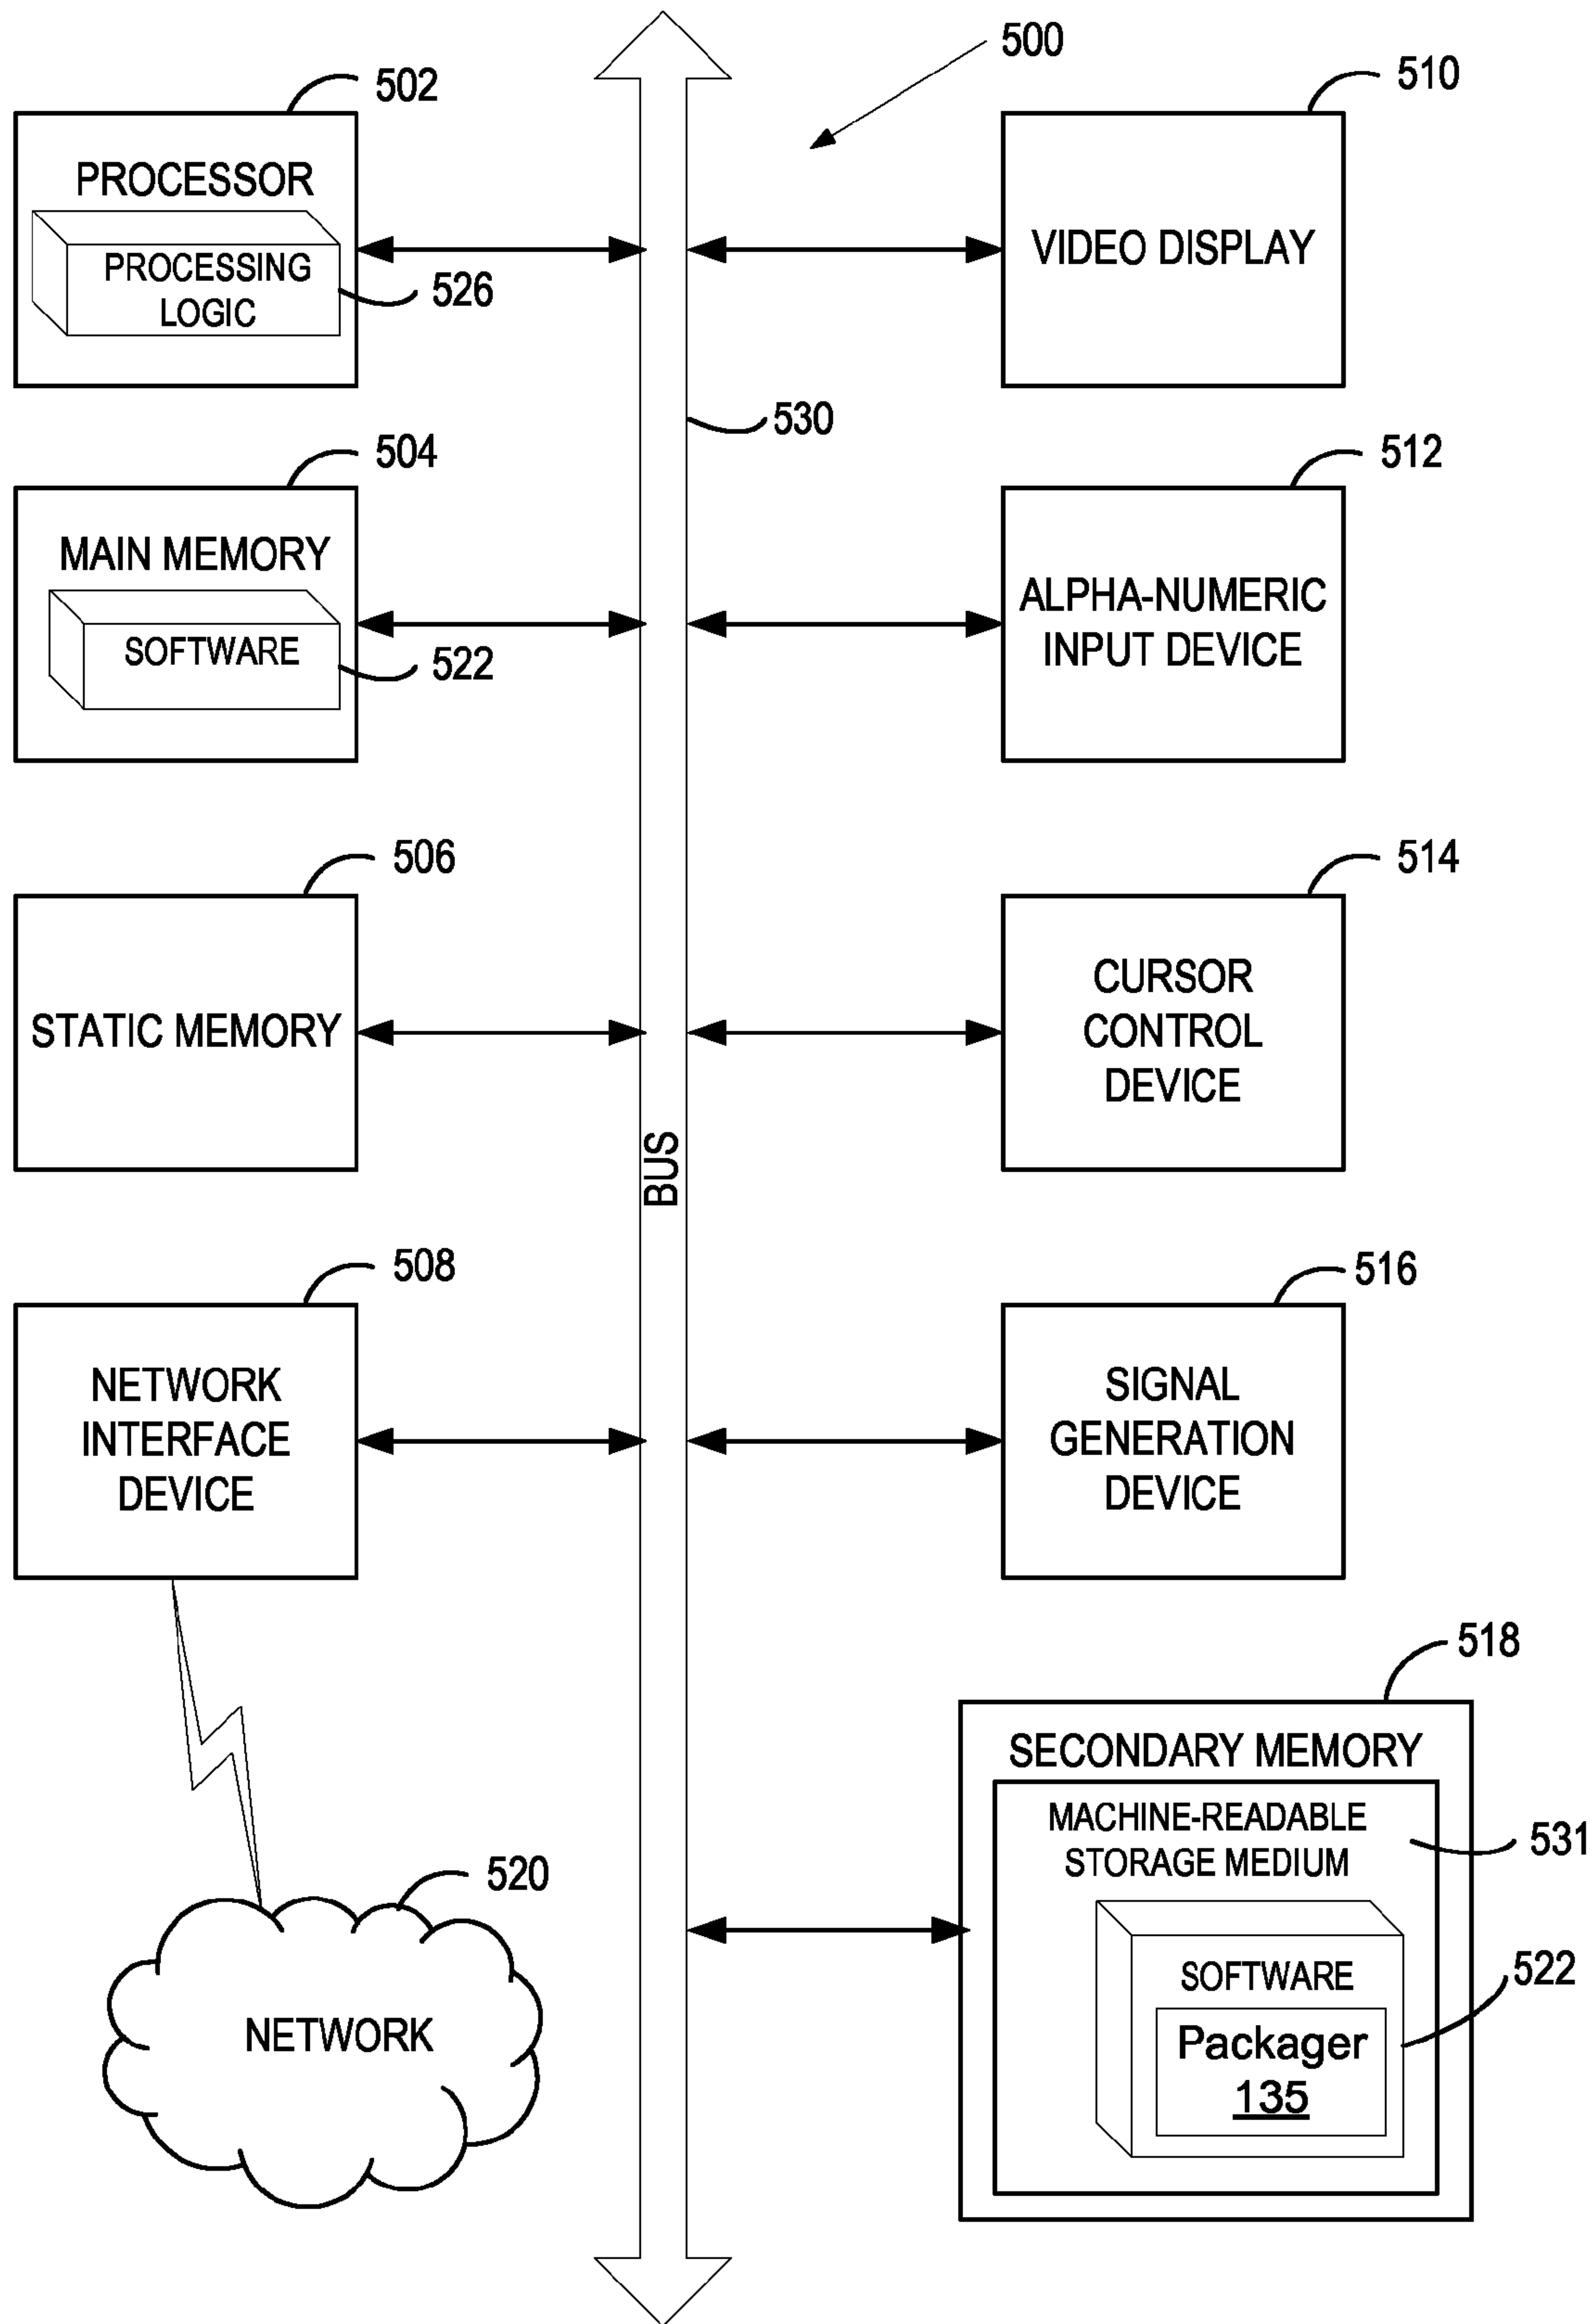 500
502
PROCESSOR
PROCESSING
LOGIC
526
510
VIDEO DISPLAY
530
504
MAIN MEMORY
SOFTWARE
522
512
ALPHA-NUMERIC
INPUT DEVICE
506
STATIC MEMORY
514
CURSOR
CONTROL
DEVICE
BUS
508
NETWORK
INTERFACE
DEVICE
516
SIGNAL
GENERATION
DEVICE
518
SECONDARY MEMORY
MACHINE-READABLE
STORAGE MEDIUM
531
SOFTWARE
522
Packager
135
520
NETWORK